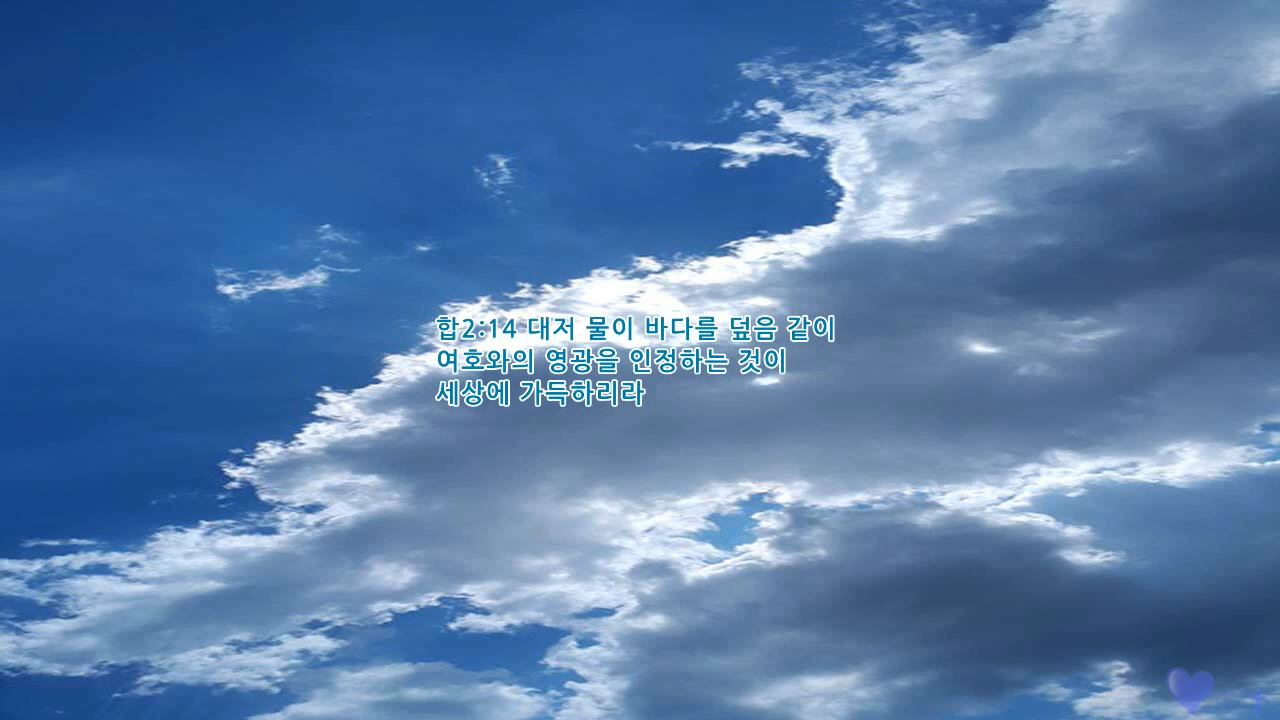 합2:14 대저 물이 바다를 덮음 같이
여호와의 영광을 인정하는 것이
세상에 가득하리라